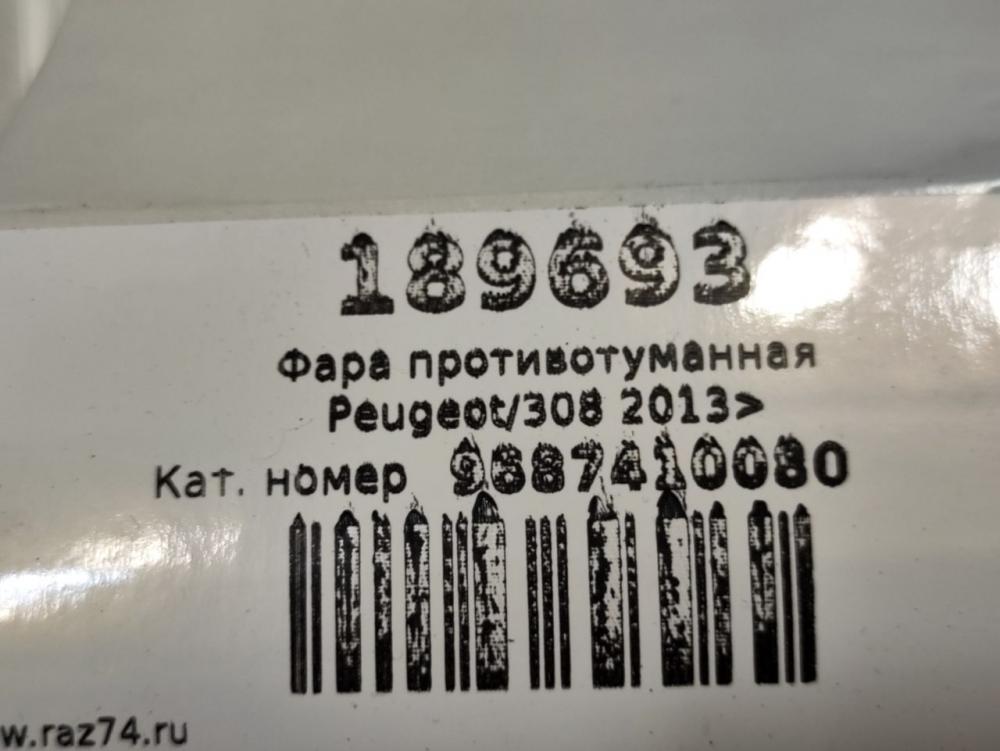 189693
Фара противотуманная
Peugeot/308 2013>
Кат. номер 9687410080
w.raz74.ru